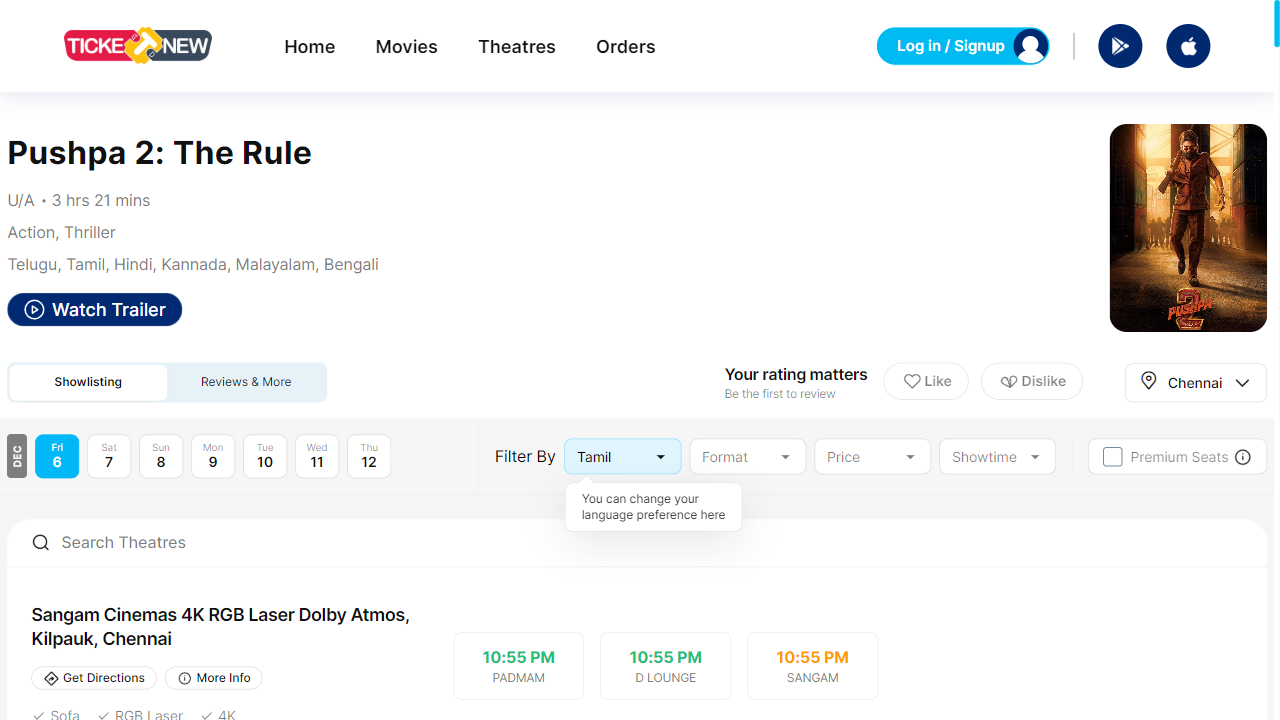 TICKE NEW
Home
Movies
Theatres
Orders
Log in / Signup
Pushpa 2: The Rule
U/A • 3 hrs 21 mins
Action, Thriller
Telugu, Tamil, Hindi, Kannada, Malayalam, Bengali
Watch Trailer
PUSHPA
2
Showlisting
Reviews & More
Your rating matters
Be the first to review
Like
Dislike
Chennai
DEC
Fri
6
Sat
7
Sun
8
Mon
9
Tue
10
Wed
11
Thu
12
Filter By
Tamil
Format
Price
Showtime
Premium Seats
You can change your
language preference here
Search Theatres
Sangam Cinemas 4K RGB Laser Dolby Atmos,
Kilpauk, Chennai
Get Directions
More Info
Sofa
RGB Laser
4K
10:55 PM
PADMAM
10:55 PM
D LOUNGE
10:55 PM
SANGAM